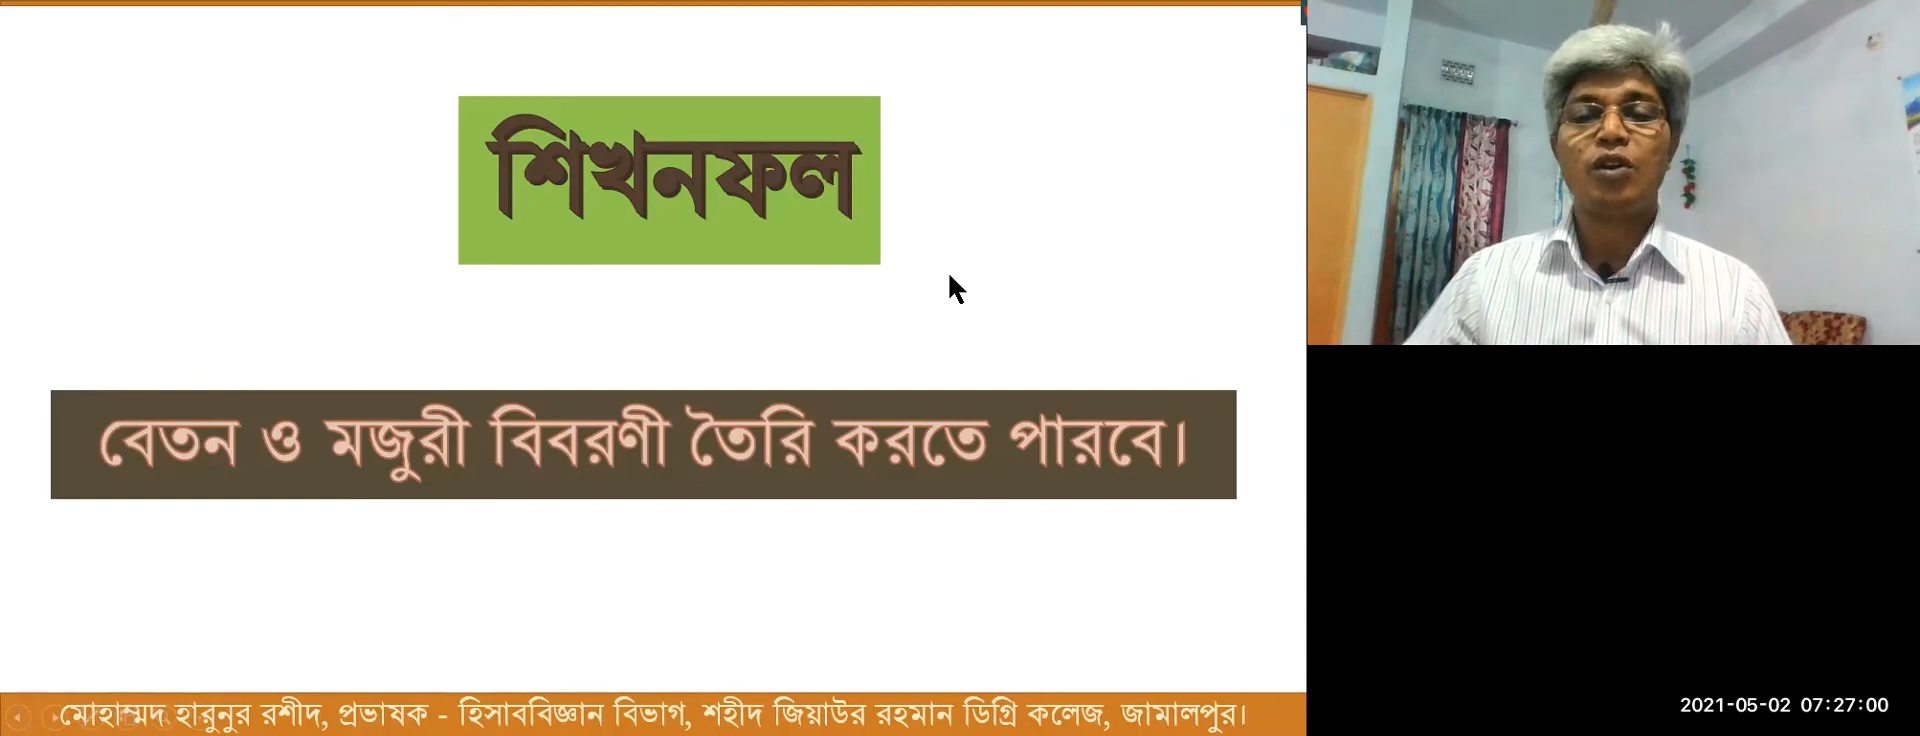 শিখনফল
বেতন ও মজুরী বিবরণী তৈরি করতে পারবে।
মোহাম্মদ হারুনুর রশীদ, প্রভাষক - হিসাববিজ্ঞান বিভাগ, শহীদ জিয়াউর রহমান ডিগ্রি কলেজ, জামালপুর।
2021-05-02 07:27:00